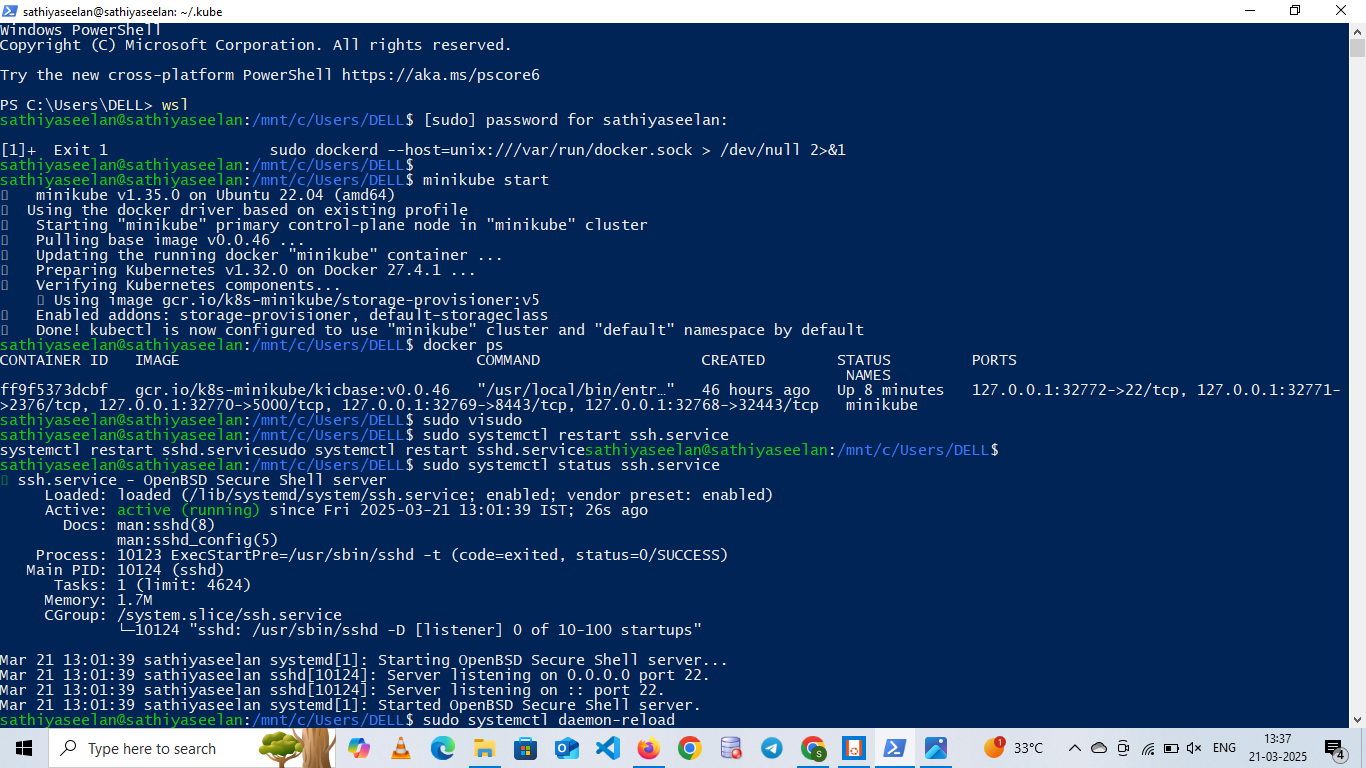 sathiyaseelan@sathiyaseelan: ~/.kube
Windows PowerShell
Copyright (C) Microsoft Corporation. All rights reserved.
Try the new cross-platform PowerShell https://aka.ms/pscore6
PS C:\Users\DELL> wsl
sathiyaseelan@sathiyaseelan:/mnt/c/Users/DELL$ [sudo] password for sathiyaseelan:
[1]+  Exit 1                  sudo dockerd --host=unix:///var/run/docker.sock > /dev/null 2>&1
sathiyaseelan@sathiyaseelan:/mnt/c/Users/DELL$
sathiyaseelan@sathiyaseelan:/mnt/c/Users/DELL$ minikube start
minikube v1.35.0 on Ubuntu 22.04 (amd64)
Using the docker driver based on existing profile
Starting "minikube" primary control-plane node in "minikube" cluster
Pulling base image v0.0.46 ...
Updating the running docker "minikube" container ...
Preparing Kubernetes v1.32.0 on Docker 27.4.1 ...
Verifying Kubernetes components...
Using image gcr.io/k8s-minikube/storage-provisioner:v5
Enabled addons: storage-provisioner, default-storageclass
Done! kubectl is now configured to use "minikube" cluster and "default" namespace by default
sathiyaseelan@sathiyaseelan:/mnt/c/Users/DELL$ docker ps
CONTAINER ID   IMAGE                                 COMMAND                  CREATED        STATUS         PORTS
NAMES
ff9f5373dcbf   gcr.io/k8s-minikube/kicbase:v0.0.46   "/usr/local/bin/entr…"   46 hours ago   Up 8 minutes   127.0.0.1:32772->22/tcp, 127.0.0.1:32771-
>2376/tcp, 127.0.0.1:32770->5000/tcp, 127.0.0.1:32769->8443/tcp, 127.0.0.1:32768->32443/tcp   minikube
sathiyaseelan@sathiyaseelan:/mnt/c/Users/DELL$ sudo visudo
sathiyaseelan@sathiyaseelan:/mnt/c/Users/DELL$ sudo systemctl restart ssh.service
systemctl restart sshd.servicesudo systemctl restart sshd.servicesathiyaseelan@sathiyaseelan:/mnt/c/Users/DELL$
sathiyaseelan@sathiyaseelan:/mnt/c/Users/DELL$ sudo systemctl status ssh.service
ssh.service - OpenBSD Secure Shell server
Loaded: loaded (/lib/systemd/system/ssh.service; enabled; vendor preset: enabled)
Active: active (running) since Fri 2025-03-21 13:01:39 IST; 26s ago
Docs: man:sshd(8)
man:sshd_config(5)
Process: 10123 ExecStartPre=/usr/sbin/sshd -t (code=exited, status=0/SUCCESS)
Main PID: 10124 (sshd)
Tasks: 1 (limit: 4624)
Memory: 1.7M
CGroup: /system.slice/ssh.service
└─10124 "sshd: /usr/sbin/sshd -D [listener] 0 of 10-100 startups"
Mar 21 13:01:39 sathiyaseelan systemd[1]: Starting OpenBSD Secure Shell server...
Mar 21 13:01:39 sathiyaseelan sshd[10124]: Server listening on 0.0.0.0 port 22.
Mar 21 13:01:39 sathiyaseelan sshd[10124]: Server listening on :: port 22.
Mar 21 13:01:39 sathiyaseelan systemd[1]: Started OpenBSD Secure Shell server.
sathiyaseelan@sathiyaseelan:/mnt/c/Users/DELL$ sudo systemctl daemon-reload
Type here to search
S
1
33°C
ENG
13:37
21-03-2025
4